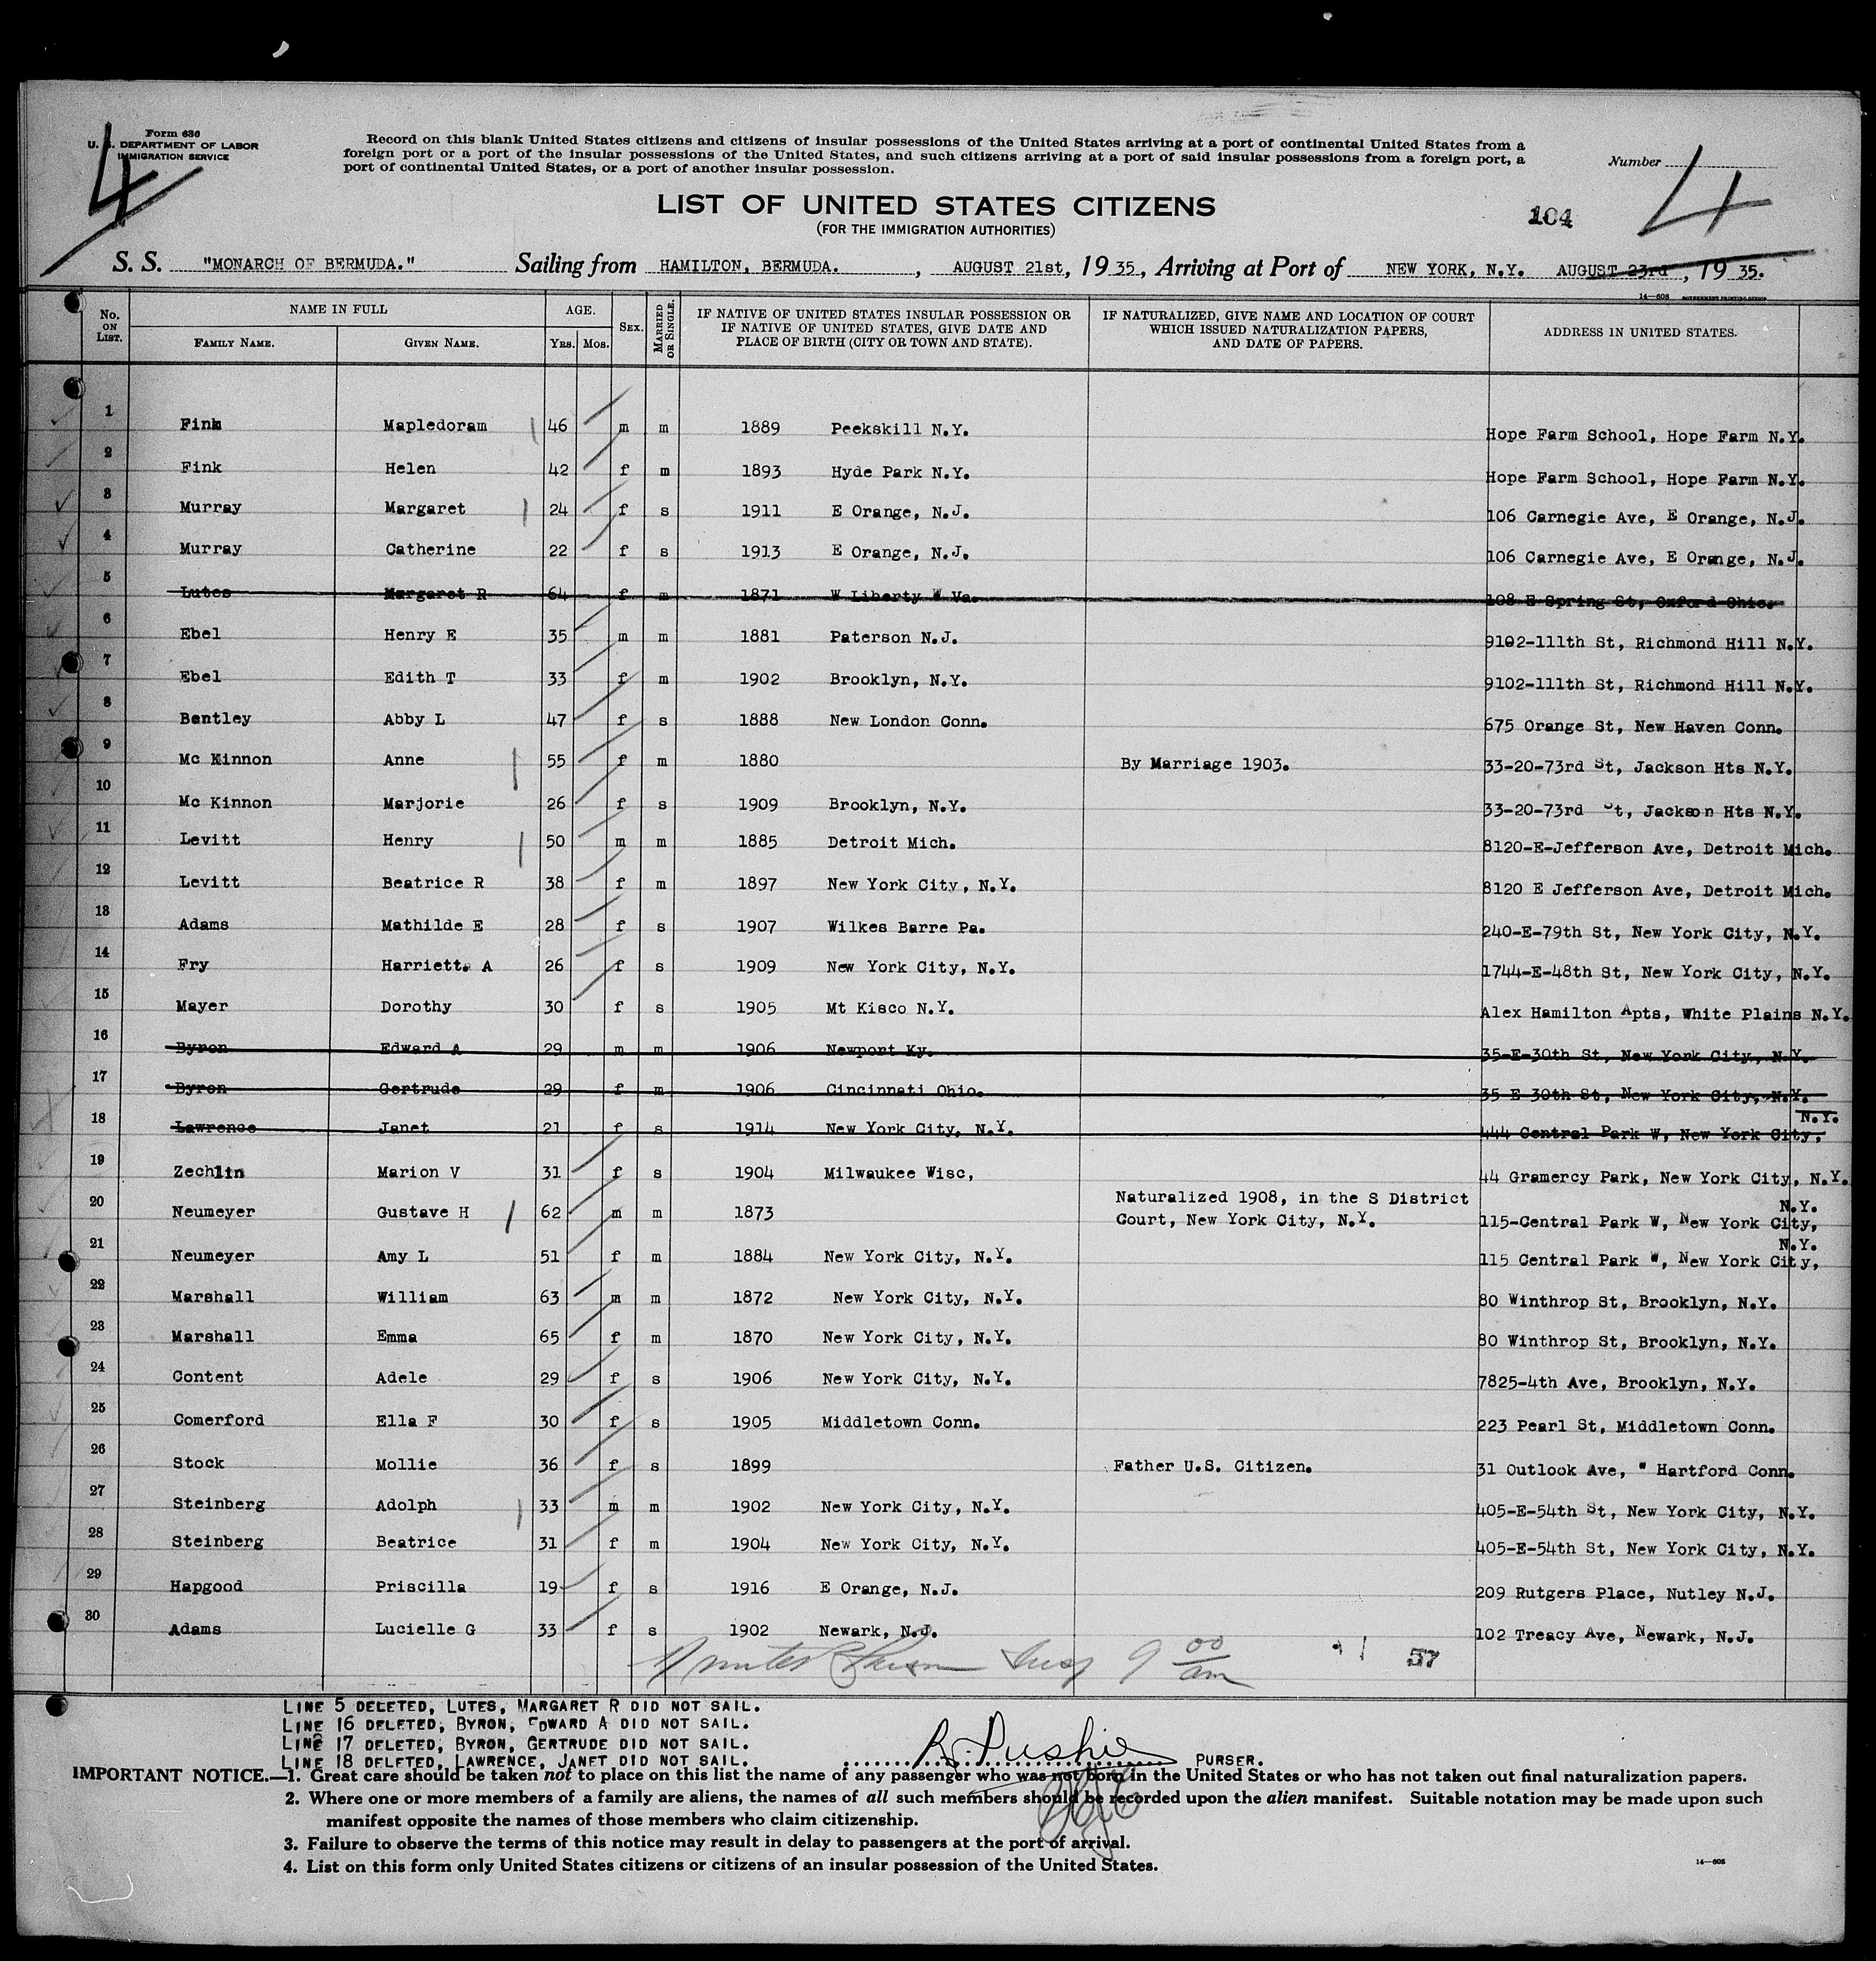 Form 630
U. S. DEPARTMENT OF LABOR
IMMIGRATION SERVICE
4
Record on this blank United States citizens and citizens of insular possessions of the United States arriving at a port of continental United States from a
foreign port or a port of the insular possessions of the United States, and such citizens arriving at a port of said insular possessions from a foreign port, a
port of continental United States, or a port of another insular possession.
Number 4
LIST OF UNITED STATES CITIZENS
(FOR THE IMMIGRATION AUTHORITIES)
104
S. S. "MONARCH OF BERMUDA." Sailing from HAMILTON, BERMUDA. , AUGUST 21st, 19 35., Arriving at Port of NEW YORK, N.Y. AUGUST 23rd, 19 35.
14—608 GOVERNMENT PRINTING OFFICE
No. ON LIST. NAME IN FULL FAMILY NAME. GIVEN NAME. AGE. YRS. MOS. SEX. MARRIED OR SINGLE. IF NATIVE OF UNITED STATES INSULAR POSSESSION OR IF NATIVE OF UNITED STATES, GIVE DATE AND PLACE OF BIRTH (CITY OR TOWN AND STATE). IF NATURALIZED, GIVE NAME AND LOCATION OF COURT WHICH ISSUED NATURALIZATION PAPERS, AND DATE OF PAPERS. ADDRESS IN UNITED STATES.
1 Fink Mapledoram 46 m m 1889 Peekskill N.Y. Hope Farm School, Hope Farm N.Y.
2 Fink Helen 42 f m 1893 Hyde Park N.Y. Hope Farm School, Hope Farm N.Y.
3 Murray Margaret 24 f s 1911 E Orange, N.J. 106 Carnegie Ave, E Orange, N.J.
4 Murray Catherine 22 f s 1913 E Orange, N.J. 106 Carnegie Ave, E Orange, N.J.
5 Lutes Margaret R 64 f m 1871 W Liberty W Va. 108 E Spring St, Oxford Ohio.
6 Ebel Henry E 35 m m 1881 Paterson N.J. 9102-111th St, Richmond Hill N.Y.
7 Ebel Edith T 33 f m 1902 Brooklyn, N.Y. 9102-111th St, Richmond Hill N.Y.
8 Bentley Abby L 47 f s 1888 New London Conn. 675 Orange St, New Haven Conn.
9 Mc Kinnon Anne 55 f m 1880 By Marriage 1903. 33-20-73rd St, Jackson Hts N.Y.
10 Mc Kinnon Marjorie 26 f s 1909 Brooklyn, N.Y. 33-20-73rd St, Jackson Hts N.Y.
11 Levitt Henry 50 m m 1885 Detroit Mich. 8120-E-Jefferson Ave, Detroit Mich.
12 Levitt Beatrice R 38 f m 1897 New York City, N.Y. 8120 E Jefferson Ave, Detroit Mich.
13 Adams Mathilde E 28 f s 1907 Wilkes Barre Pa. 240-E-79th St, New York City, N.Y.
14 Fry Harriett. A 26 f s 1909 New York City, N.Y. 1744-E-48th St, New York City, N.Y.
15 Mayer Dorothy 30 f s 1905 Mt Kisco N.Y. Alex Hamilton Apts, White Plains N.Y.
16 Byron Edward A 29 m m 1906 Newport Ky. 35-E-30th St, New York City, N.Y.
17 Byron Gertrude 29 f m 1906 Cincinnati Ohio. 35 E 30th St, New York City, N.Y.
18 Lawrence Janet 21 f s 1914 New York City, N.Y. 444 Central Park W, New York City, N.Y.
19 Zechlin Marion V 31 f s 1904 Milwaukee Wisc, 44 Gramercy Park, New York City, N.Y.
20 Neumeyer Gustave H 62 m m 1873 Naturalized 1908, in the S District Court, New York City, N.Y. 115-Central Park W, New York City, N.Y.
21 Neumeyer Amy L 51 f m 1884 New York City, N.Y. 115 Central Park W, New York City, N.Y.
22 Marshall William 63 m m 1872 New York City, N.Y. 80 Winthrop St, Brooklyn, N.Y.
23 Marshall Emma 65 f m 1870 New York City, N.Y. 80 Winthrop St, Brooklyn, N.Y.
24 Content Adele 29 f s 1906 New York City, N.Y. 7825-4th Ave, Brooklyn, N.Y.
25 Comerford Ella F 30 f s 1905 Middletown Conn. 223 Pearl St, Middletown Conn.
26 Stock Mollie 36 f s 1899 Father U.S. Citizen. 31 Outlook Ave, W Hartford Conn.
27 Steinberg Adolph 33 m m 1902 New York City, N.Y. 405-E-54th St, New York City, N.Y.
28 Steinberg Beatrice 31 f m 1904 New York City, N.Y. 405-E-54th St, New York City, N.Y.
29 Hapgood Priscilla 19 f s 1916 E Orange, N.J. 209 Rutgers Place, Nutley N.J.
30 Adams Lucielle G 33 f s 1902 Newark, N.J. 102 Treacy Ave, Newark, N.J.
9 00 am 57
LINE 5 DELETED, LUTES, MARGARET R DID NOT SAIL.
LINE 16 DELETED, BYRON, EDWARD A DID NOT SAIL.
LINE 17 DELETED, BYRON, GERTRUDE DID NOT SAIL.
LINE 18 DELETED, LAWRENCE, JANET DID NOT SAIL.
PURSER.
IMPORTANT NOTICE.—1. Great care should be taken not to place on this list the name of any passenger who was not born in the United States or who has not taken out final naturalization papers.
2. Where one or more members of a family are aliens, the names of all such members should be recorded upon the alien manifest. Suitable notation may be made upon such
manifest opposite the names of those members who claim citizenship.
3. Failure to observe the terms of this notice may result in delay to passengers at the port of arrival.
4. List on this form only United States citizens or citizens of an insular possession of the United States.
14—608